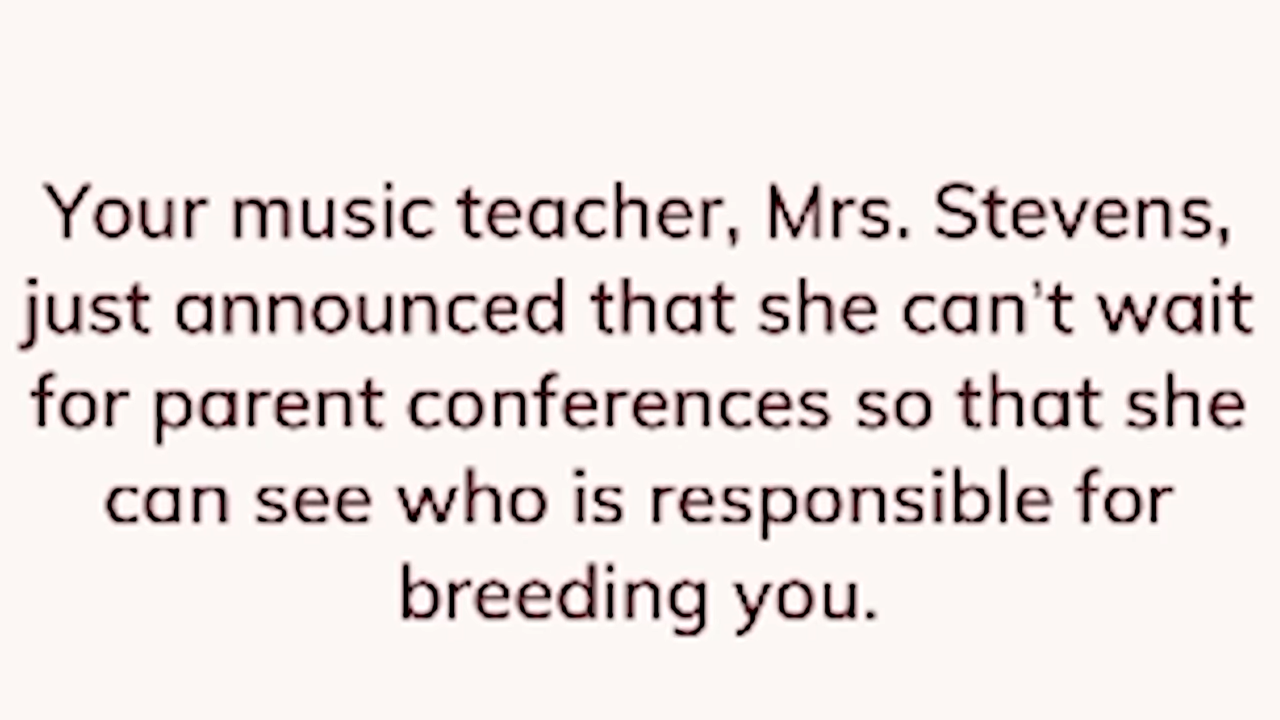 Your music teacher, Mrs. Stevens,
just announced that she can't wait
for parent conferences so that she
can see who is responsible for
breeding you.